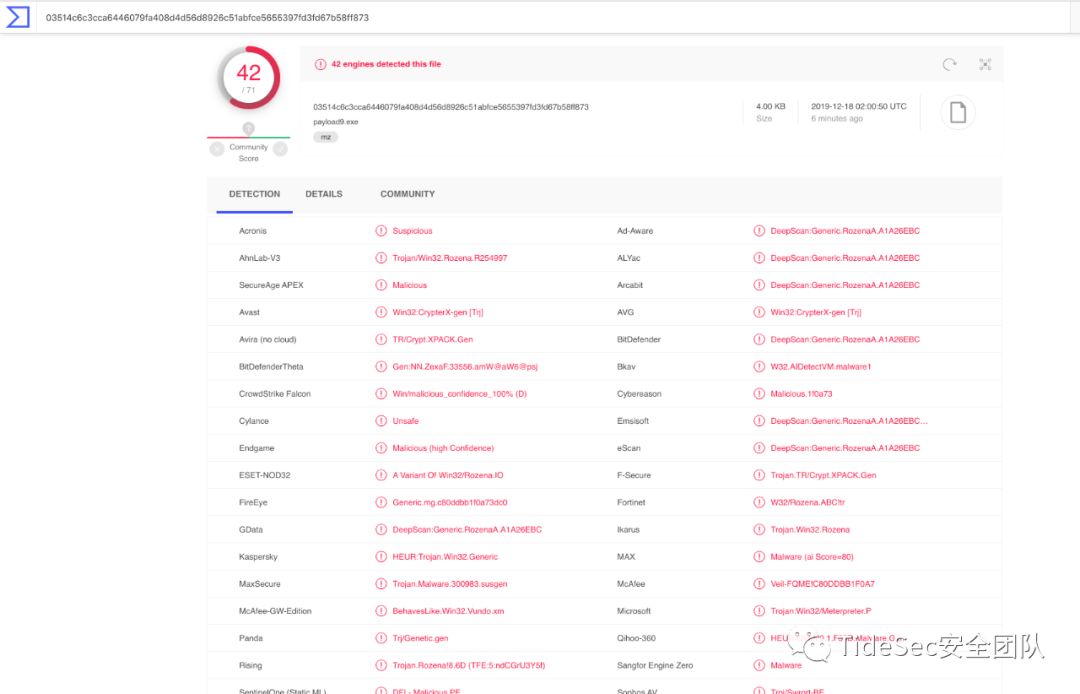 03514c6c3cca6446079fa408d4d56d8926c51abfce5655397fd3fd67b58ff873
42
/ 71
Community
Score
42 engines detected this file
03514c6c3cca6446079fa408d4d56d8926c51abfce5655397fd3fd67b58ff873
payload9.exe
mz
4.00 KB
Size
2019-12-18 02:00:50 UTC
6 minutes ago
DETECTION DETAILS COMMUNITY
Acronis Suspicious Ad-Aware DeepScan:Generic.RozenaA.A1A26EBC
AhnLab-V3 Trojan/Win32.Rozena.R254997 ALYac DeepScan:Generic.RozenaA.A1A26EBC
SecureAge APEX Malicious Arcabit DeepScan:Generic.RozenaA.A1A26EBC
Avast Win32:CrypterX-gen [Trj] AVG Win32:CrypterX-gen [Trj]
Avira (no cloud) TR/Crypt.XPACK.Gen BitDefender DeepScan:Generic.RozenaA.A1A26EBC
BitDefenderTheta Gen:NN.ZexaF.33556.amW@aW6@psj Bkav W32.AIDetectVM.malware1
CrowdStrike Falcon Win/malicious_confidence_100% (D) Cybereason Malicious.1f0a73
Cylance Unsafe Emsisoft DeepScan:Generic.RozenaA.A1A26EBC...
Endgame Malicious (high Confidence) eScan DeepScan:Generic.RozenaA.A1A26EBC
ESET-NOD32 A Variant Of Win32/Rozena.IO F-Secure Trojan.TR/Crypt.XPACK.Gen
FireEye Generic.mg.c80ddbb1f0a73dc0 Fortinet W32/Rozena.ABC!tr
GData DeepScan:Generic.RozenaA.A1A26EBC Ikarus Trojan.Win32.Rozena
Kaspersky HEUR:Trojan.Win32.Generic MAX Malware (ai Score=80)
MaxSecure Trojan.Malware.300983.susgen McAfee Veil-FQME!C80DDBB1F0A7
McAfee-GW-Edition BehavesLike.Win32.Vundo.xm Microsoft Trojan:Win32/Meterpreter.P
Panda Trj/Genetic.gen Qihoo-360
Rising Trojan.Rozena!8.6D (TFE:5:ndCGrU3Y5f) Sangfor Engine Zero Malware
SentinelOne (Static ML) DFI - Malicious PE Sophos AV Troj/Swrort-BF
TideSec安全团队